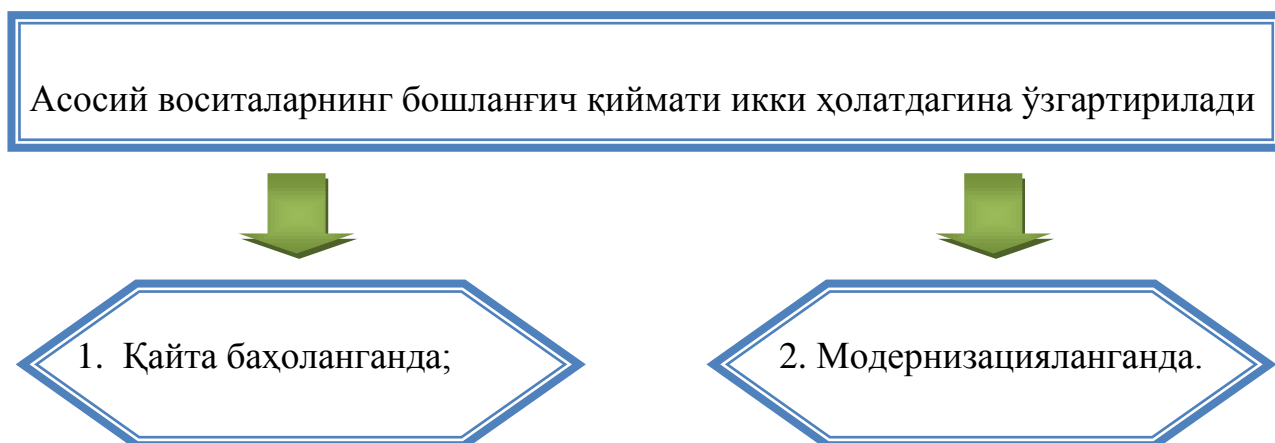 Асосий воситаларнинг бошланғич қиймати икки ҳолатдагина ўзгартирилади
1. Қайта баҳоланганда;
2. Модернизацияланганда.